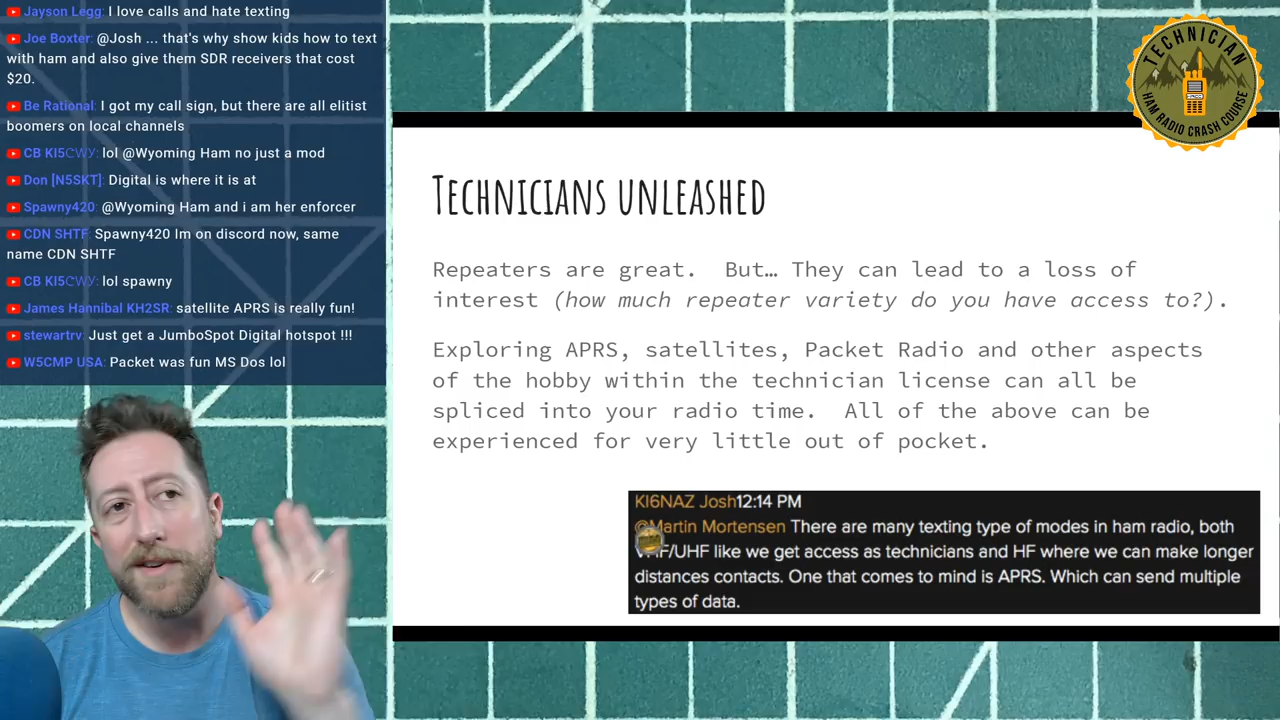 Jayson Legg: I love calls and hate texting
Joe Boxter: @Josh ... that's why show kids how to text
with ham and also give them SDR receivers that cost
$20.
Be Rational: I got my call sign, but there are all elitist
boomers on local channels
CB KI5CWY: lol @Wyoming Ham no just a mod
Don [N5SKT]: Digital is where it is at
Spawny420: @Wyoming Ham and i am her enforcer
CDN SHTF: Spawny420 Im on discord now, same
name CDN SHTF
CB KI5CWY: lol spawny
James Hannibal KH2SR: satellite APRS is really fun!
stewartrv: Just get a JumboSpot Digital hotspot !!!
W5CMP USA: Packet was fun MS Dos lol
TECHNICIAN
HAM RADIO CRASH COURSE
Technicians unleashed
Repeaters are great. But… They can lead to a loss of
interest (how much repeater variety do you have access to?).
Exploring APRS, satellites, Packet Radio and other aspects
of the hobby within the technician license can all be
spliced into your radio time. All of the above can be
experienced for very little out of pocket.
KI6NAZ Josh12:14 PM
@Martin Mortensen There are many texting type of modes in ham radio, both
VHF/UHF like we get access as technicians and HF where we can make longer
distances contacts. One that comes to mind is APRS. Which can send multiple
types of data.